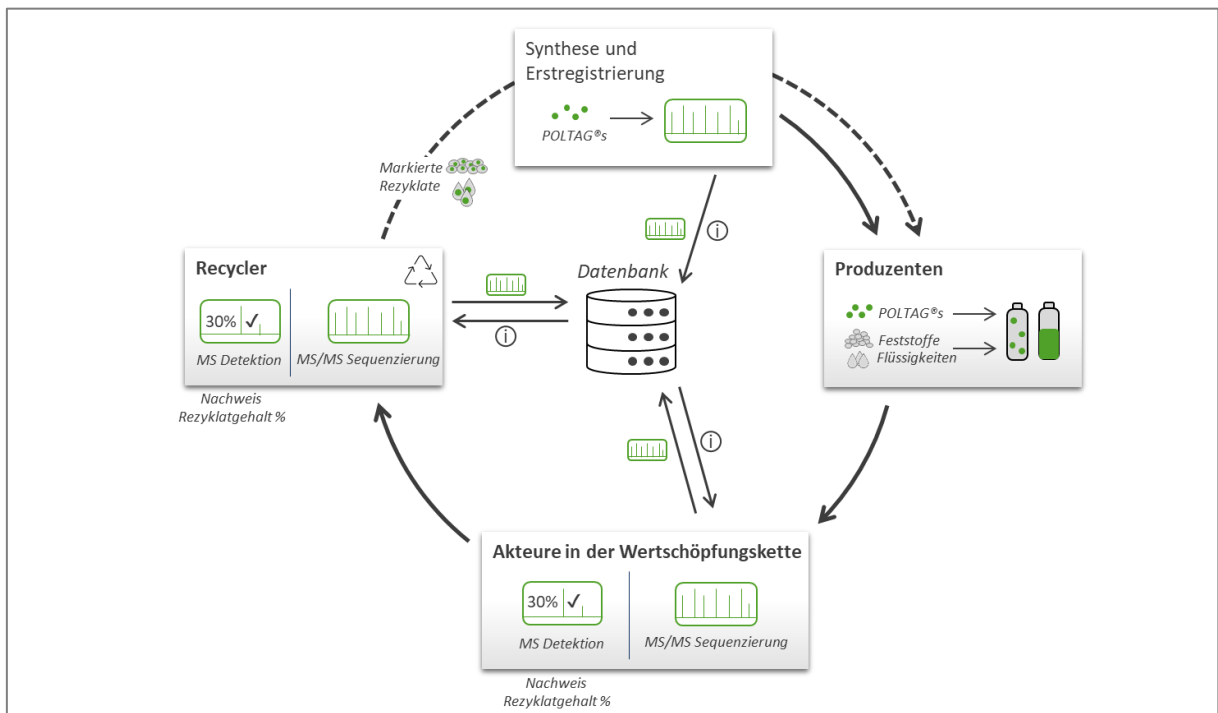 Synthese und
Erstregistrierung
POLTAG®s
Markierte
Rezyklate
Recycler
30%
MS Detektion
MS/MS Sequenzierung
Nachweis
Rezyklatgehalt %
i
Datenbank
i
Produzenten
POLTAG®s
Feststoffe
Flüssigkeiten
i
Akteure in der Wertschöpfungskette
30%
MS Detektion
MS/MS Sequenzierung
Nachweis
Rezyklatgehalt %